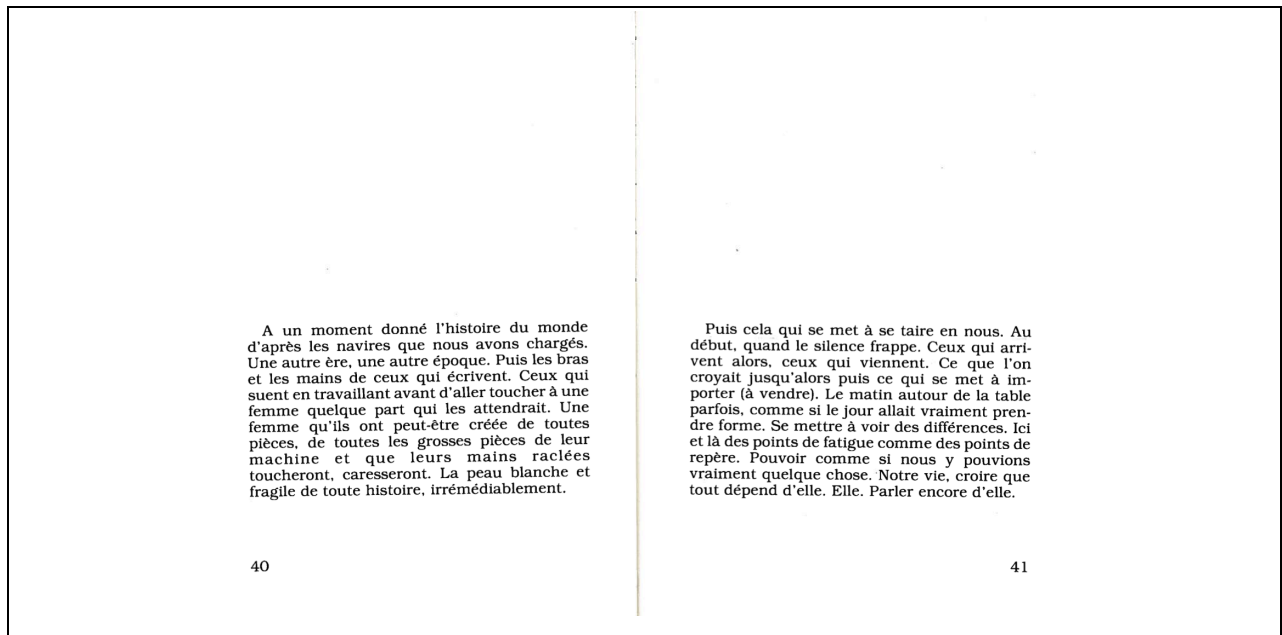 A un moment donné l'histoire du monde
d'après les navires que nous avons chargés.
Une autre ère, une autre époque. Puis les bras
et les mains de ceux qui écrivent. Ceux qui
suent en travaillant avant d'aller toucher à une
femme quelque part qui les attendrait. Une
femme qu'ils ont peut-être créée de toutes
pièces, de toutes les grosses pièces de leur
machine et que leurs mains raclées
toucheront, caresseront. La peau blanche et
fragile de toute histoire, irrémédiablement.
40
Puis cela qui se met à se taire en nous. Au
début, quand le silence frappe. Ceux qui arri-
vent alors, ceux qui viennent. Ce que l'on
croyait jusqu'alors puis ce qui se met à im-
porter (à vendre). Le matin autour de la table
parfois, comme si le jour allait vraiment pren-
dre forme. Se mettre à voir des différences. Ici
et là des points de fatigue comme des points de
repère. Pouvoir comme si nous y pouvions
vraiment quelque chose. Notre vie, croire que
tout dépend d'elle. Elle. Parler encore d'elle.
41